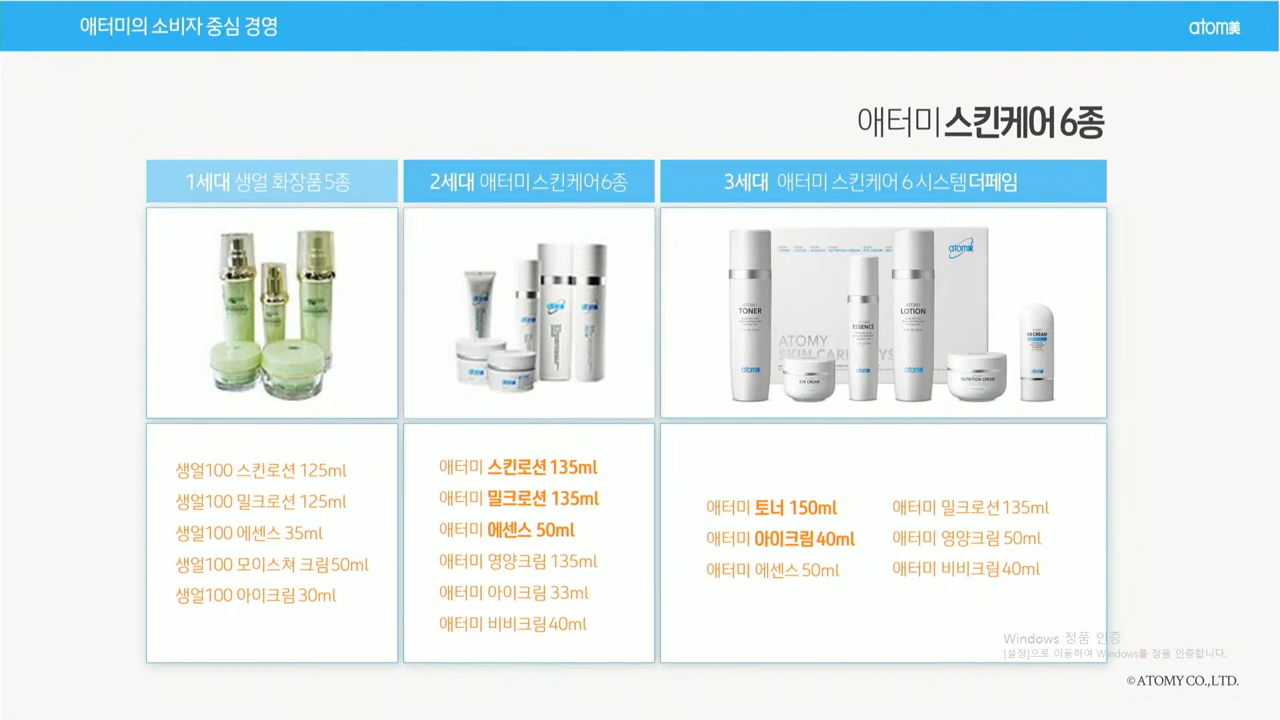 애터미의 소비자 중심 경영
atom美
애터미 스킨케어 6종
1세대 생얼 화장품 5종
2세대 애터미 스킨케어 6종
3세대 애터미 스킨케어 6 시스템 더페임
atom美
TONER
ESSENCE
LOTION
EYE CREAM
NUTRITION CREAM
BB CREAM
ATOMY
생얼100 스킨로션 125ml
생얼100 밀크로션 125ml
생얼100 에센스 35ml
생얼100 모이스쳐 크림 50ml
생얼100 아이크림 30ml
애터미 스킨로션 135ml
애터미 밀크로션 135ml
애터미 에센스 50ml
애터미 영양크림 135ml
애터미 아이크림 33ml
애터미 비비크림 40ml
애터미 토너 150ml
애터미 아이크림 40ml
애터미 에센스 50ml
애터미 밀크로션 135ml
애터미 영양크림 50ml
애터미 비비크림 40ml
Windows 정품 인증
[설정]으로 이동하여 Windows를 정품 인증합니다.
©ATOMY CO.,LTD.